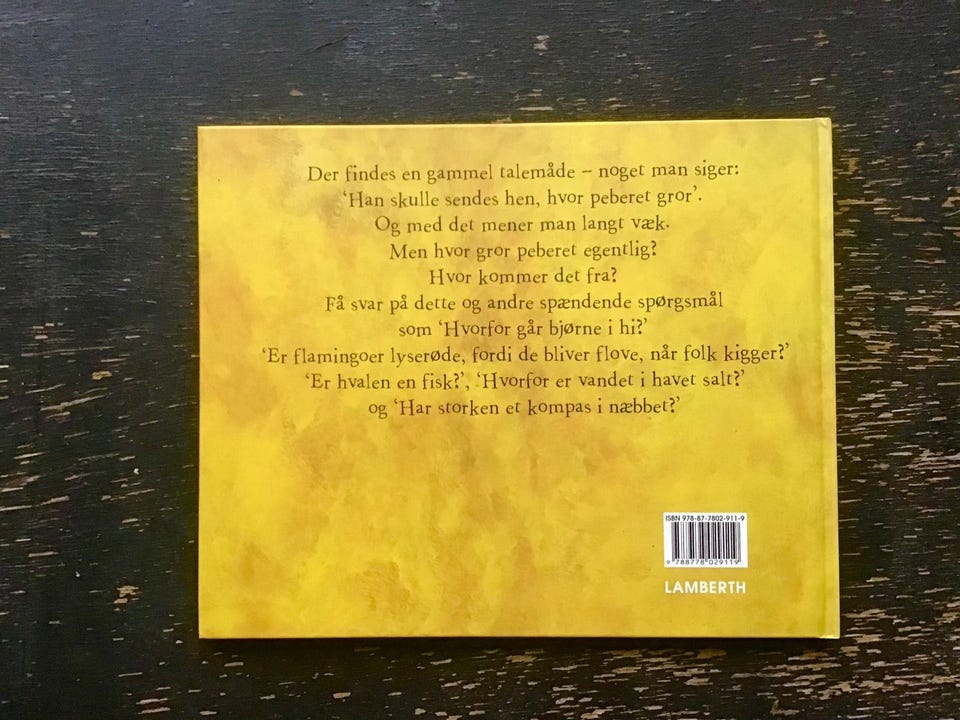 Der findes en gammel talemåde – noget man siger:
‘Han skulle sendes hen, hvor peberet gror’.
Og med det mener man langt væk.
Men hvor gror peberet egentlig?
Hvor kommer det fra?
Få svar på dette og andre spændende spørgsmål
som ‘Hvorfor går bjørne i hi?’
‘Er flamingoer lyserøde, fordi de bliver flove, når folk kigger?’
‘Er hvalen en fisk?’, ‘Hvorfor er vandet i havet salt?’
og ‘Har storken et kompas i næbbet?’
ISBN 978-87-7802-911-9
9 788778 029119
LAMBERTH